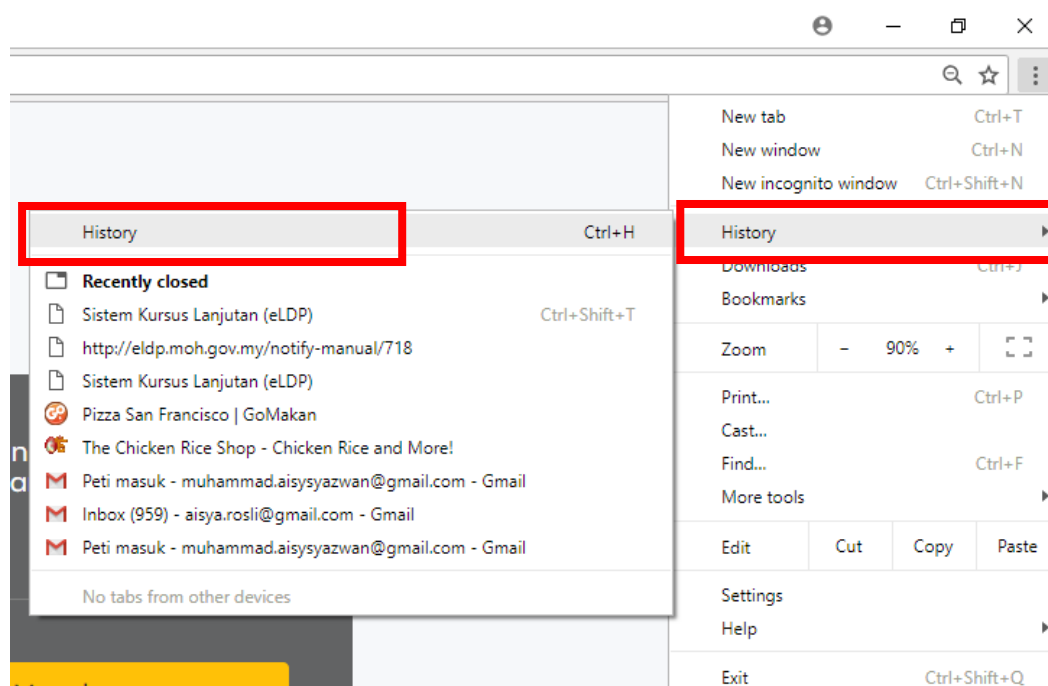 New tab Ctrl+T
New window Ctrl+N
New incognito window Ctrl+Shift+N
History
Downloads Ctrl+J
Bookmarks
Zoom - 90% +
Print... Ctrl+P
Cast...
Find... Ctrl+F
More tools
Edit Cut Copy Paste
Settings
Help
Exit Ctrl+Shift+Q
History Ctrl+H
Recently closed
Sistem Kursus Lanjutan (eLDP) Ctrl+Shift+T
http://eldp.moh.gov.my/notify-manual/718
Sistem Kursus Lanjutan (eLDP)
Pizza San Francisco | GoMakan
The Chicken Rice Shop - Chicken Rice and More!
Peti masuk - muhammad.aisysyazwan@gmail.com - Gmail
Inbox (959) - aisya.rosli@gmail.com - Gmail
Peti masuk - muhammad.aisysyazwan@gmail.com - Gmail
No tabs from other devices